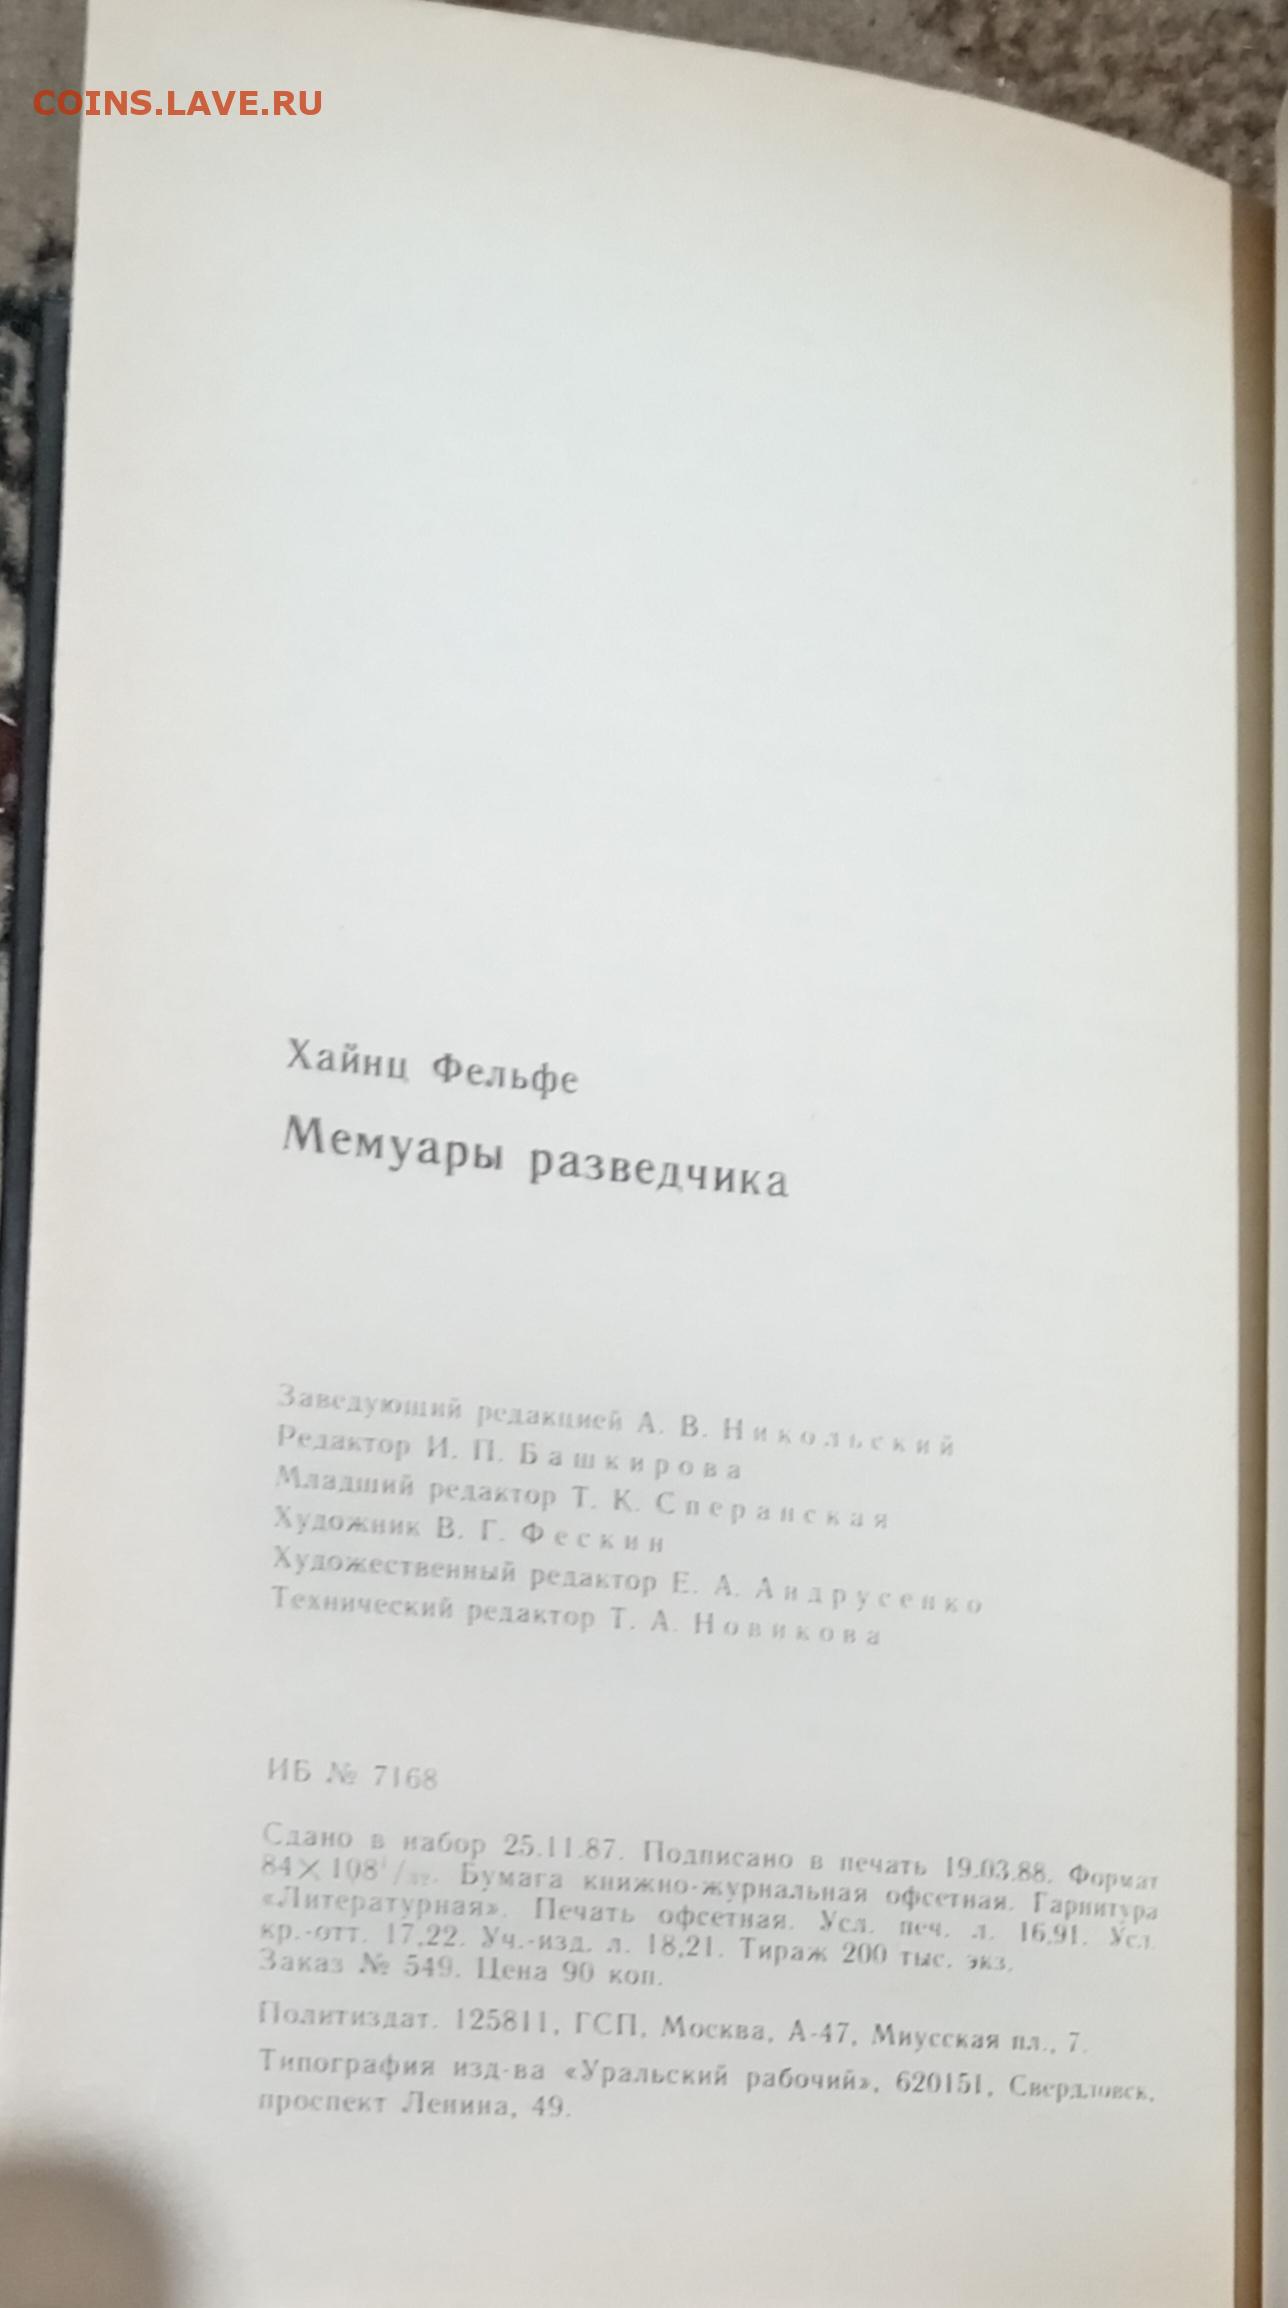 COINS.LAVE.RU
Хайнц Фельфе
Мемуары разведчика
Заведующий редакцией А. В. Никольский
Редактор И. П. Башкирова
Младший редактор Т. К. Сперанская
Художник В. Г. Фескин
Художественный редактор Е. А. Андрусенко
Технический редактор Т. А. Новикова
ИБ № 7168
Сдано в набор 25.11.87. Подписано в печать 19.03.88. Формат
84×108¹/₃₂. Бумага книжно-журнальная офсетная. Гарнитура
«Литературная». Печать офсетная. Усл. печ. л. 16,91. Усл.
кр.-отт. 17,22. Уч.-изд. л. 18,21. Тираж 200 тыс. экз.
Заказ № 549. Цена 90 коп.
Политиздат. 125811, ГСП, Москва, А-47, Миусская пл., 7.
Типография изд-ва «Уральский рабочий», 620151, Свердловск,
проспект Ленина, 49.